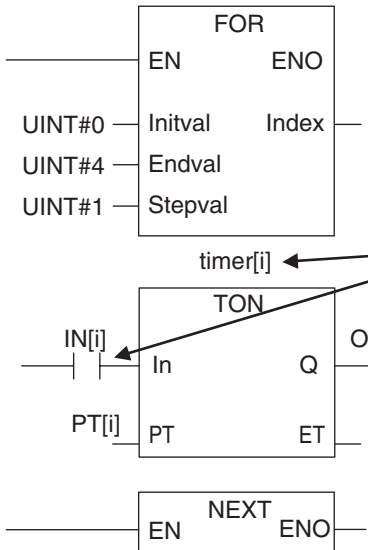 FOR
EN ENO
UINT#0 Initval Index
UINT#4 Endval
UINT#1 Stepval
timer[i]
TON
IN[i]
In Q O
PT[i] PT ET
NEXT
EN ENO